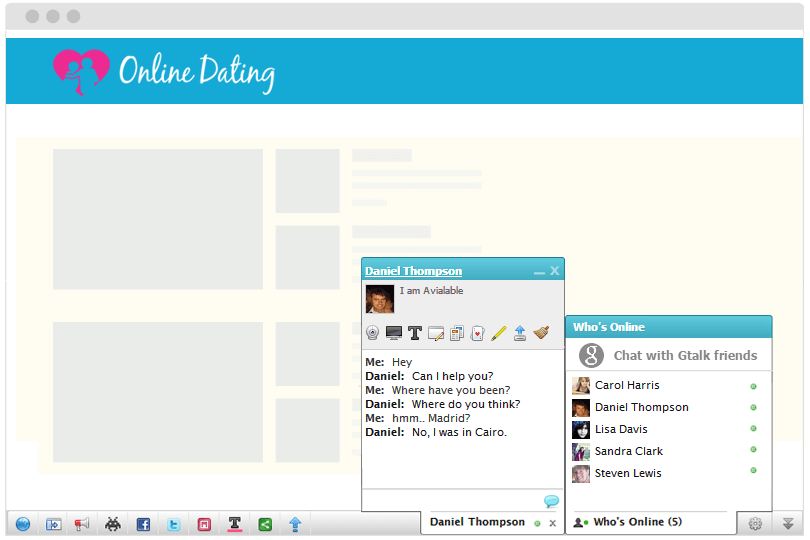 Online Dating
Daniel Thompson
I am Avialable
Me: Hey
Daniel: Can I help you?
Me: Where have you been?
Daniel: Where do you think?
Me: hmm.. Madrid?
Daniel: No, I was in Cairo.
Who's Online
g Chat with Gtalk friends
Carol Harris
Daniel Thompson
Lisa Davis
Sandra Clark
Steven Lewis
Daniel Thompson x
Who's Online (5)